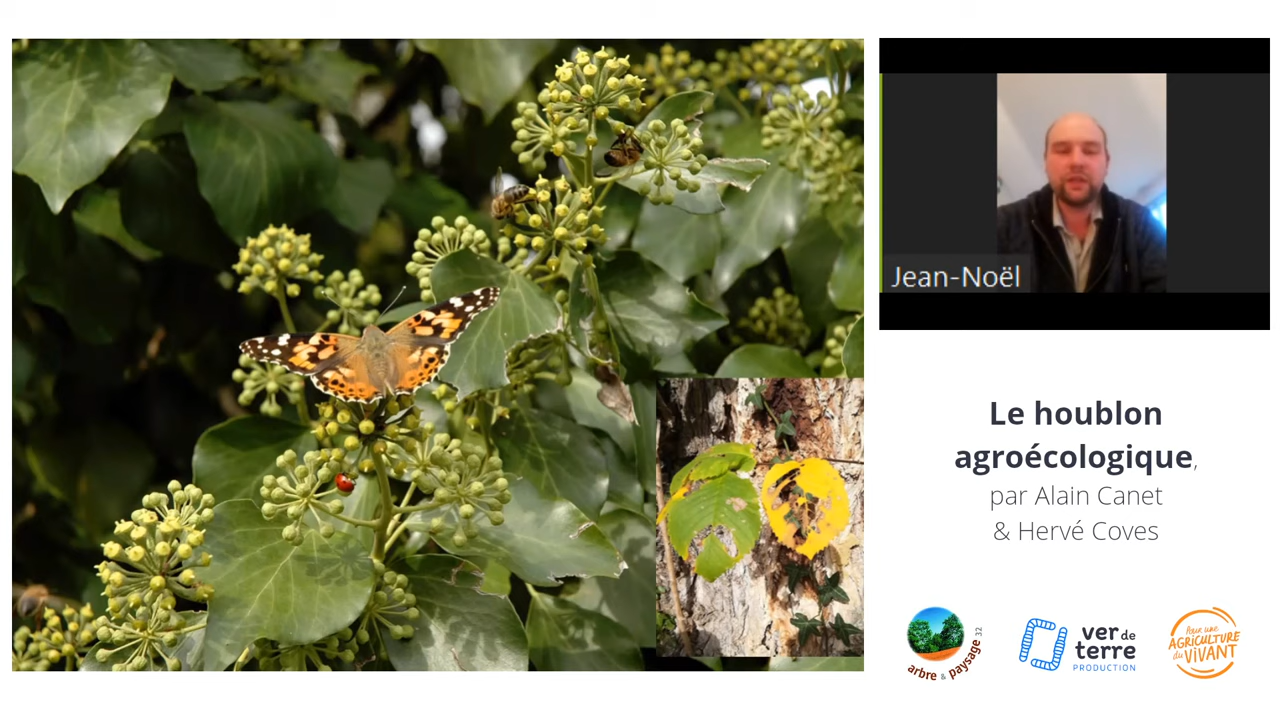 Jean-Noël
Le houblon
agroécologique,
par Alain Canet
& Hervé Coves
arbre & paysage 32
ver de
terre
PRODUCTION
Pour une
AGRICULTURE
du ViVANT